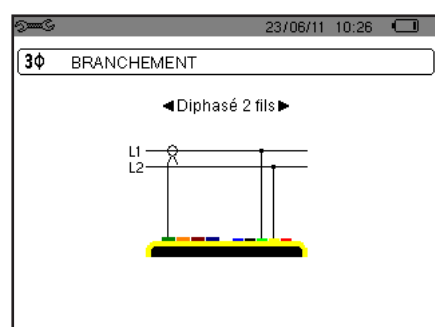 23/06/11 10:26
3Φ BRANCHEMENT
◄Diphasé 2 fils►
L1
L2